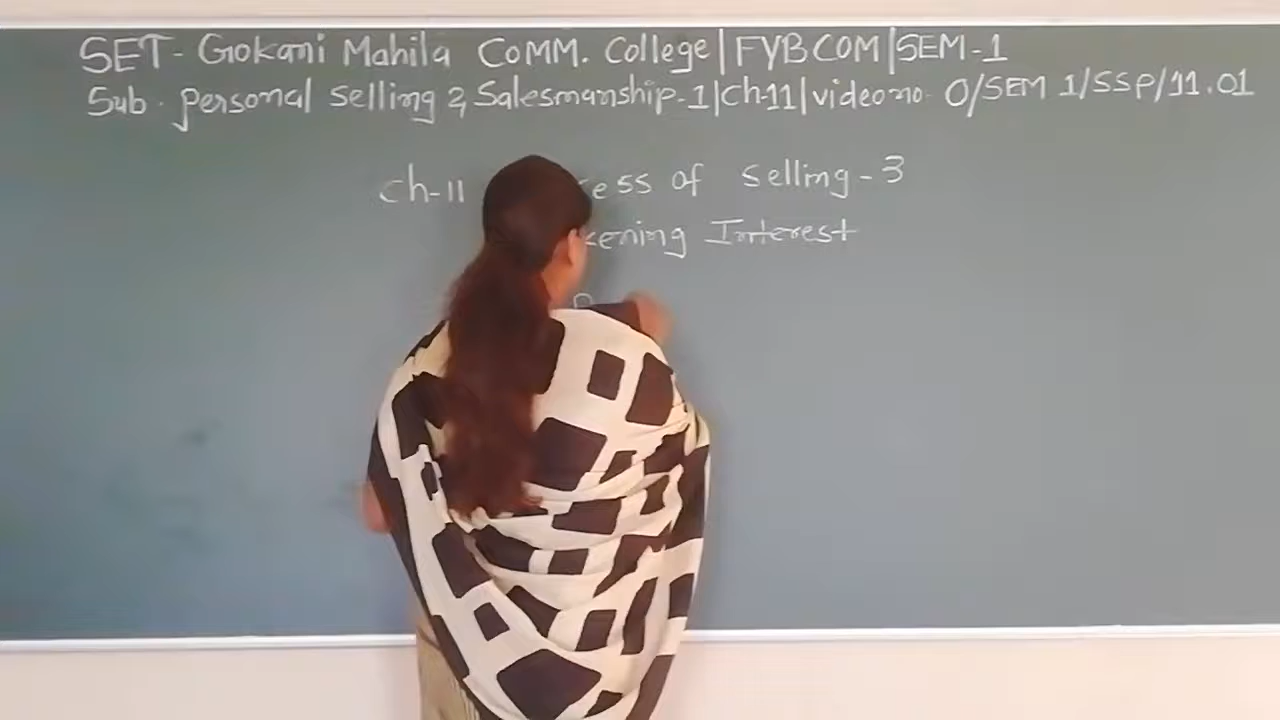 SET - Gokani Mahila COMM. College | FYBCOM | SEM-1
Sub. Personal Selling & Salesmanship-1 | Ch-11 | video no. O/SEM 1/SSP/11.01
Ch-11 ess of Selling - 3
kening Interest